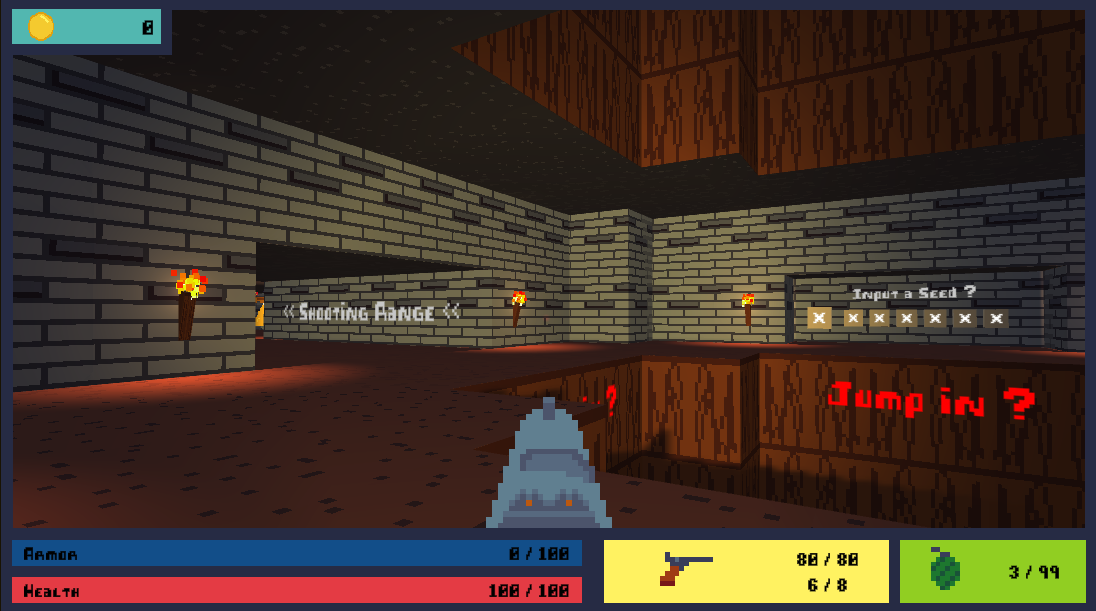 0
<< Shooting Range <<
Input a Seed ?
X X X X X X X
?
Jump in ?
Armor 0 / 100
Health 100 / 100
80 / 80
6 / 8
3 / 99